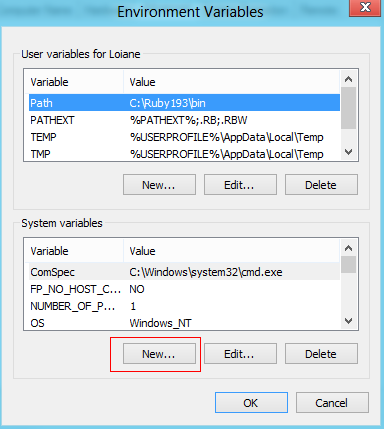 Environment Variables
User variables for Loiane
Variable Value
Path C:\Ruby193\bin
PATHEXT %PATHEXT%;.RB;.RBW
TEMP %USERPROFILE%\AppData\Local\Temp
TMP %USERPROFILE%\AppData\Local\Temp
New... Edit... Delete
System variables
Variable Value
ComSpec C:\Windows\system32\cmd.exe
FP_NO_HOST_C... NO
NUMBER_OF_P... 1
OS Windows_NT
New... Edit... Delete
OK Cancel